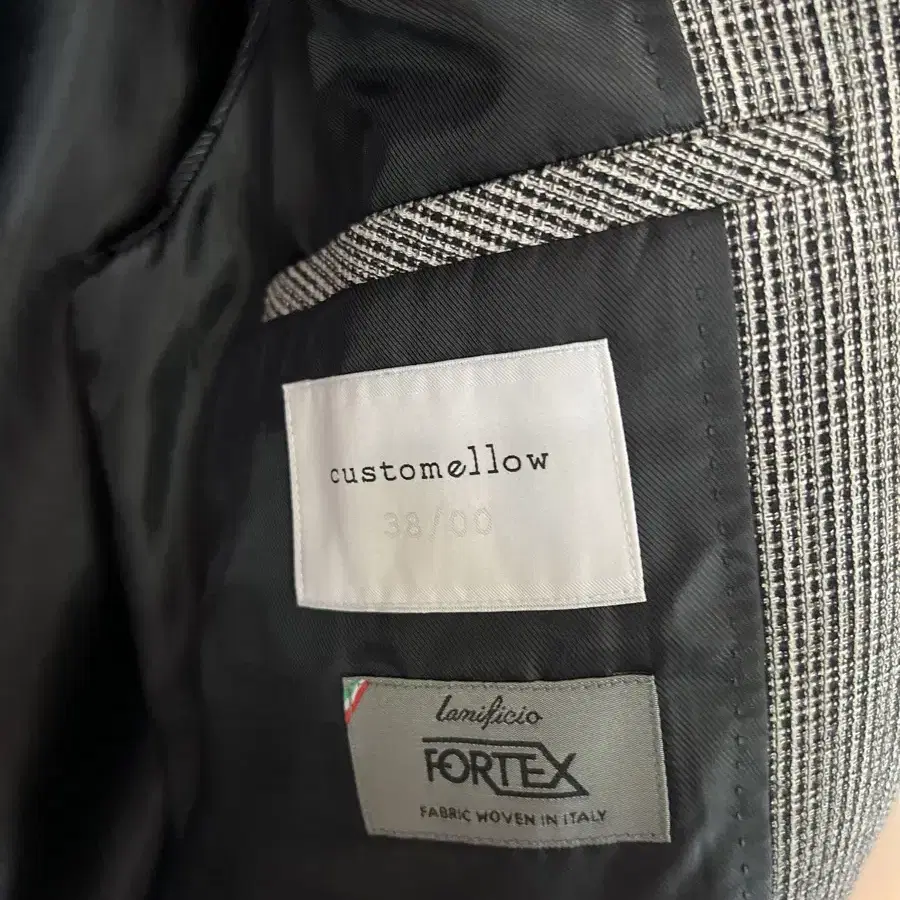 customellow
38/00
Lanificio
FORTEX
FABRIC WOVEN IN ITALY